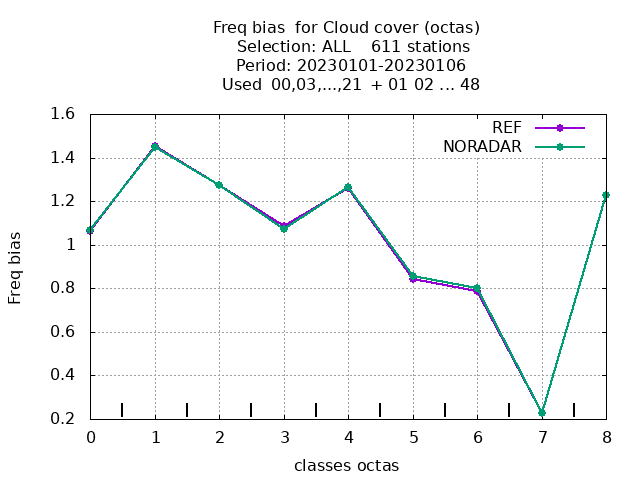 Freq bias  for Cloud cover (octas)
Selection: ALL    611 stations
Period: 20230101-20230106
Used  00,03,...,21  + 01 02 ... 48
1.6
1.4
1.2
1
0.8
0.6
0.4
0.2
Freq bias
REF
NORADAR
0 1 2 3 4 5 6 7 8
classes octas